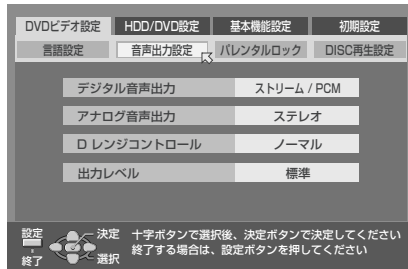 DVDビデオ設定 HDD/DVD設定 基本機能設定 初期設定
言語設定 音声出力設定 パレンタルロック DISC再生設定
デジタル音声出力 ストリーム / PCM
アナログ音声出力 ステレオ
D レンジコントロール ノーマル
出力レベル 標準
設定 決定 十字ボタンで選択後、決定ボタンで決定してください
終了 選択 終了する場合は、設定ボタンを押してください